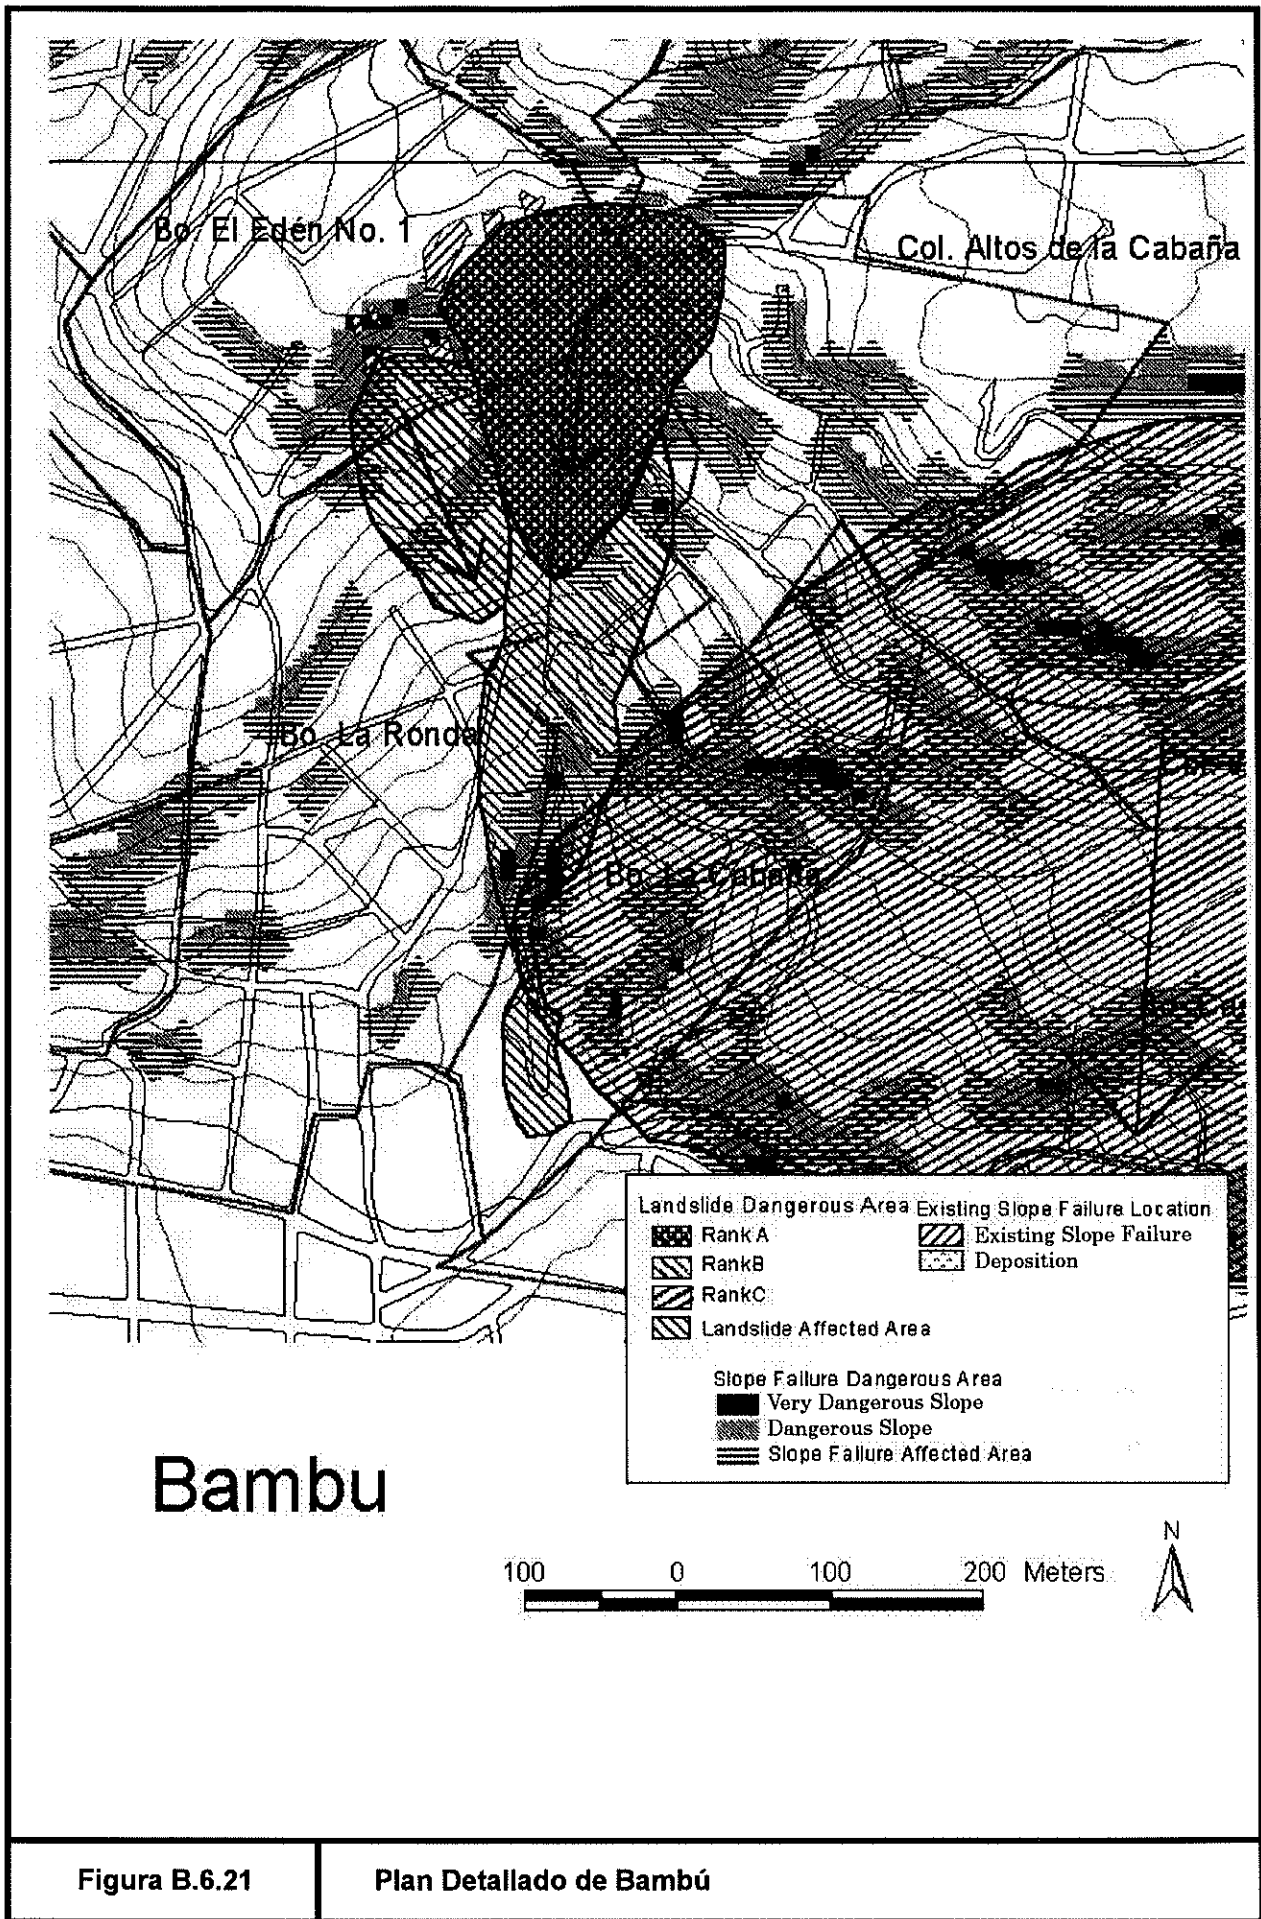 Bo. El Edén No. 1
Col. Altos de la Cabaña
Bo. La Ronda
Bo. La Cabaña
Landslide Dangerous Area
Rank A
RankB
RankC
Landslide Affected Area
Existing Slope Failure Location
Existing Slope Failure
Deposition
Slope Failure Dangerous Area
Very Dangerous Slope
Dangerous Slope
Slope Failure Affected Area
Bambu
N
100 0 100 200 Meters
Figura B.6.21
Plan Detallado de Bambú